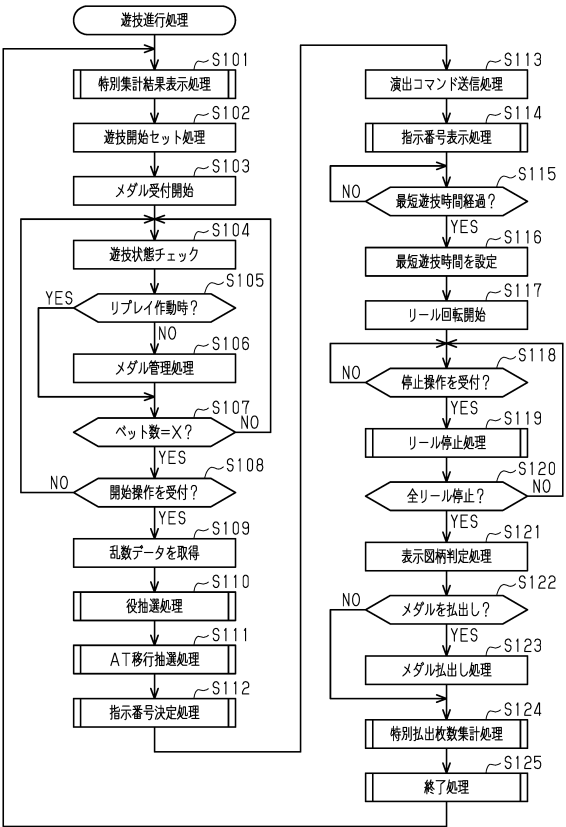 遊技進行処理
S101
特別集計結果表示処理
S102
遊技開始セット処理
S103
メダル受付開始
S104
遊技状態チェック
S105
リプレイ作動時?
YES
NO
S106
メダル管理処理
S107
ベット数=X?
NO
YES
S108
開始操作を受付?
NO
YES
S109
乱数データを取得
S110
役抽選処理
S111
AT移行抽選処理
S112
指示番号決定処理
S113
演出コマンド送信処理
S114
指示番号表示処理
S115
最短遊技時間経過?
NO
YES
S116
最短遊技時間を設定
S117
リール回転開始
S118
停止操作を受付?
NO
YES
S119
リール停止処理
S120
全リール停止?
NO
YES
S121
表示図柄判定処理
S122
メダルを払出し?
NO
YES
S123
メダル払出し処理
S124
特別払出枚数集計処理
S125
終了処理